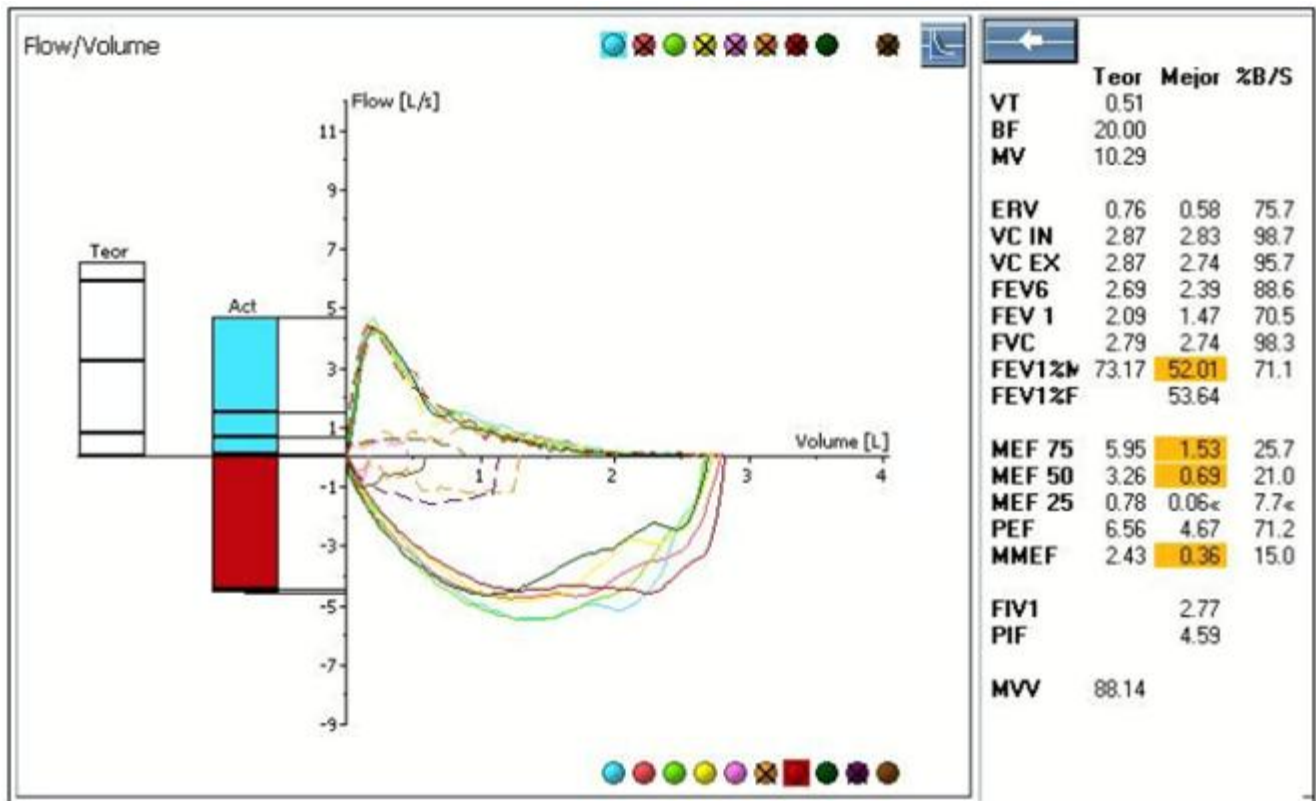 Flow/Volume
Flow [L/s]
11
9
7
5
3
1
-1
-3
-5
-7
-9
Volume [L]
1 2 3 4
Teor
Act
Teor Mejor %B/S
VT 0.51
BF 20.00
MV 10.29
ERV 0.76 0.58 75.7
VC IN 2.87 2.83 98.7
VC EX 2.87 2.74 95.7
FEV6 2.69 2.39 88.6
FEV 1 2.09 1.47 70.5
FVC 2.79 2.74 98.3
FEV1%M 73.17 52.01 71.1
FEV1%F 53.64
MEF 75 5.95 1.53 25.7
MEF 50 3.26 0.69 21.0
MEF 25 0.78 0.06« 7.7«
PEF 6.56 4.67 71.2
MMEF 2.43 0.36 15.0
FIV1 2.77
PIF 4.59
MVV 88.14